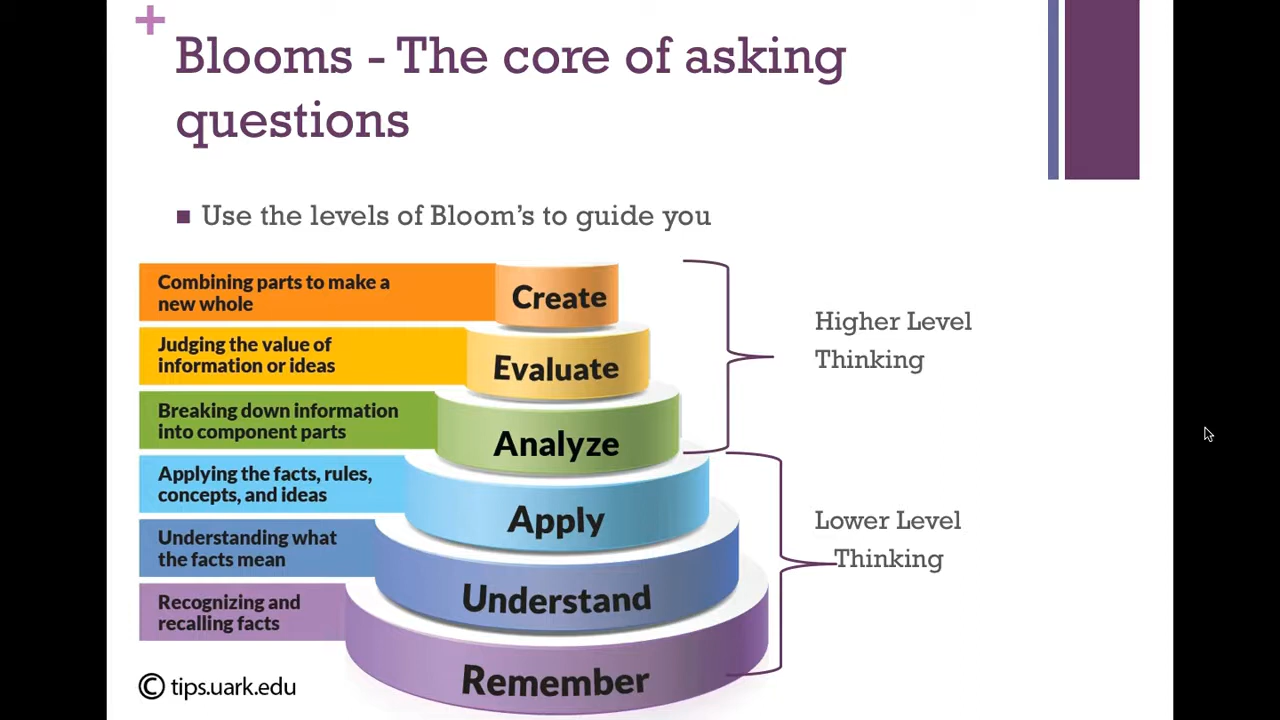 +
Blooms - The core of asking
questions
Use the levels of Bloom's to guide you
Combining parts to make a
new whole
Create
Judging the value of
information or ideas
Evaluate
Breaking down information
into component parts
Analyze
Applying the facts, rules,
concepts, and ideas
Apply
Understanding what
the facts mean
Understand
Recognizing and
recalling facts
Remember
Higher Level
Thinking
Lower Level
Thinking
© tips.uark.edu